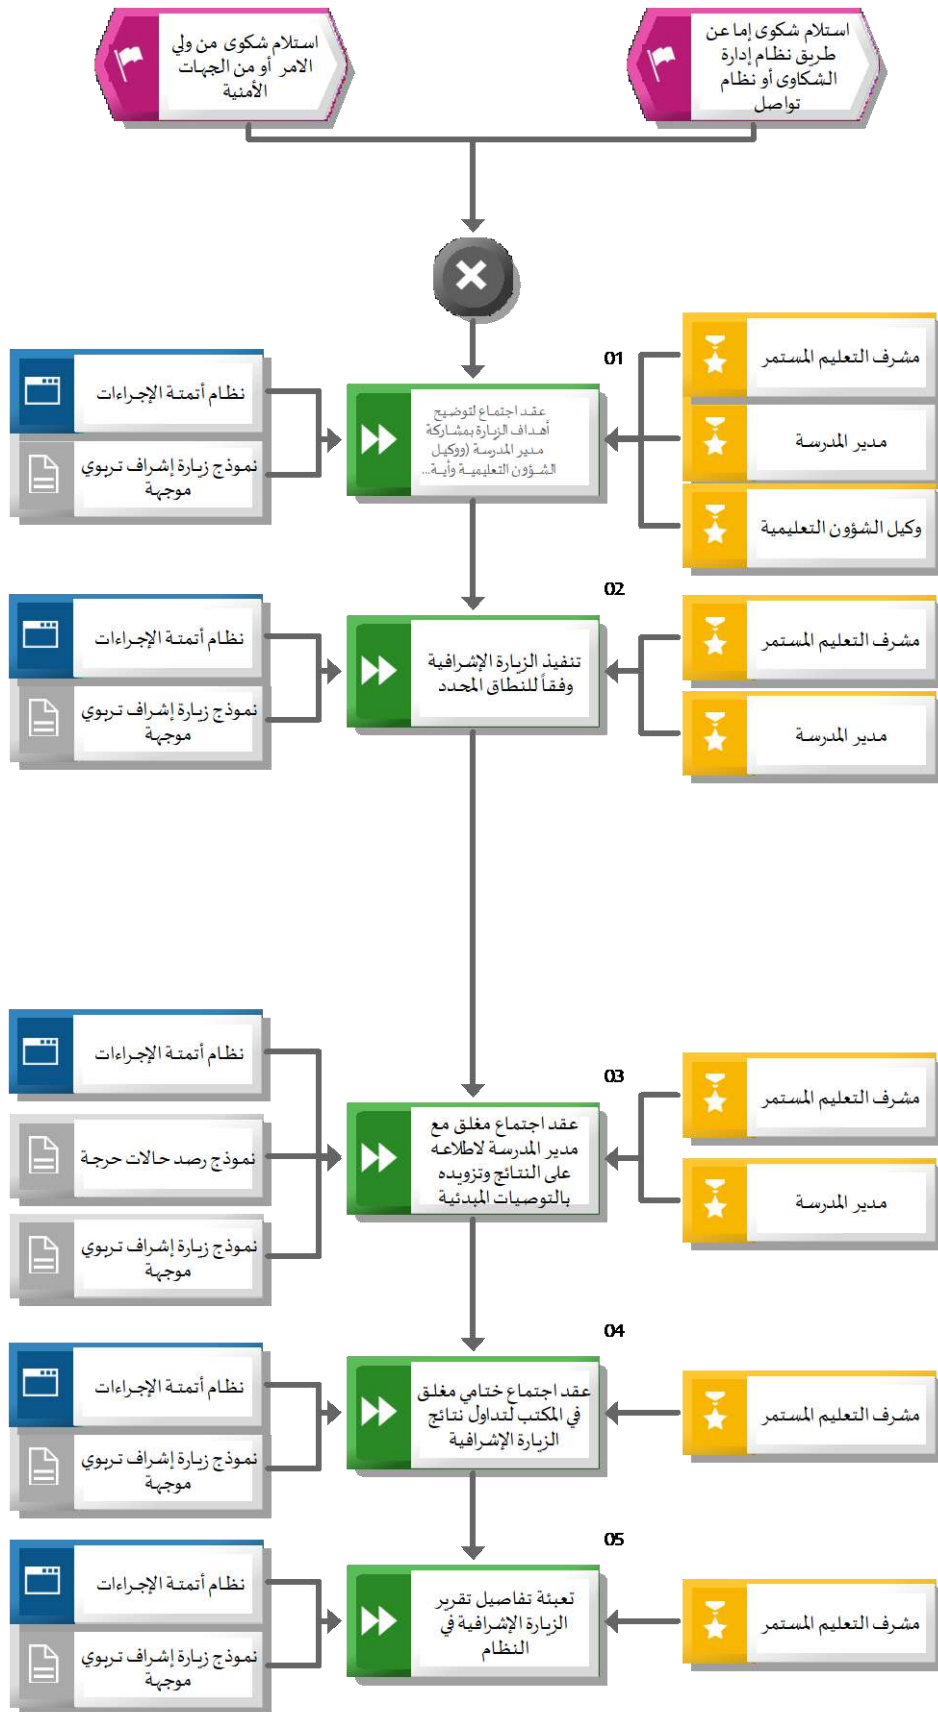 استلام شكوى إما عن
طريق نظام إدارة
الشكاوى أو نظام
تواصل
استلام شكوى من ولي
الامر أو من الجهات
الأمنية
01
مشرف التعليم المستمر
مدير المدرسة
وكيل الشؤون التعليمية
عقد اجتماع لتوضيح
أهداف الزيارة بمشاركة
مدير المدرسة (ووكيل
الشؤون التعليمية وأية...
نظام أتمتة الإجراءات
نموذج زيارة إشراف تربوي
موجهة
02
مشرف التعليم المستمر
مدير المدرسة
تنفيذ الزيارة الإشرافية
وفقاً للنطاق المحدد
نظام أتمتة الإجراءات
نموذج زيارة إشراف تربوي
موجهة
03
مشرف التعليم المستمر
مدير المدرسة
عقد اجتماع مغلق مع
مدير المدرسة لاطلاعه
على النتائج وتزويده
بالتوصيات المبدئية
نظام أتمتة الإجراءات
نموذج رصد حالات حرجة
نموذج زيارة إشراف تربوي
موجهة
04
مشرف التعليم المستمر
عقد اجتماع ختامي مغلق
في المكتب لتداول نتائج
الزيارة الإشرافية
نظام أتمتة الإجراءات
نموذج زيارة إشراف تربوي
موجهة
05
مشرف التعليم المستمر
تعبئة تفاصيل تقرير
الزيارة الإشرافية في
النظام
نظام أتمتة الإجراءات
نموذج زيارة إشراف تربوي
موجهة